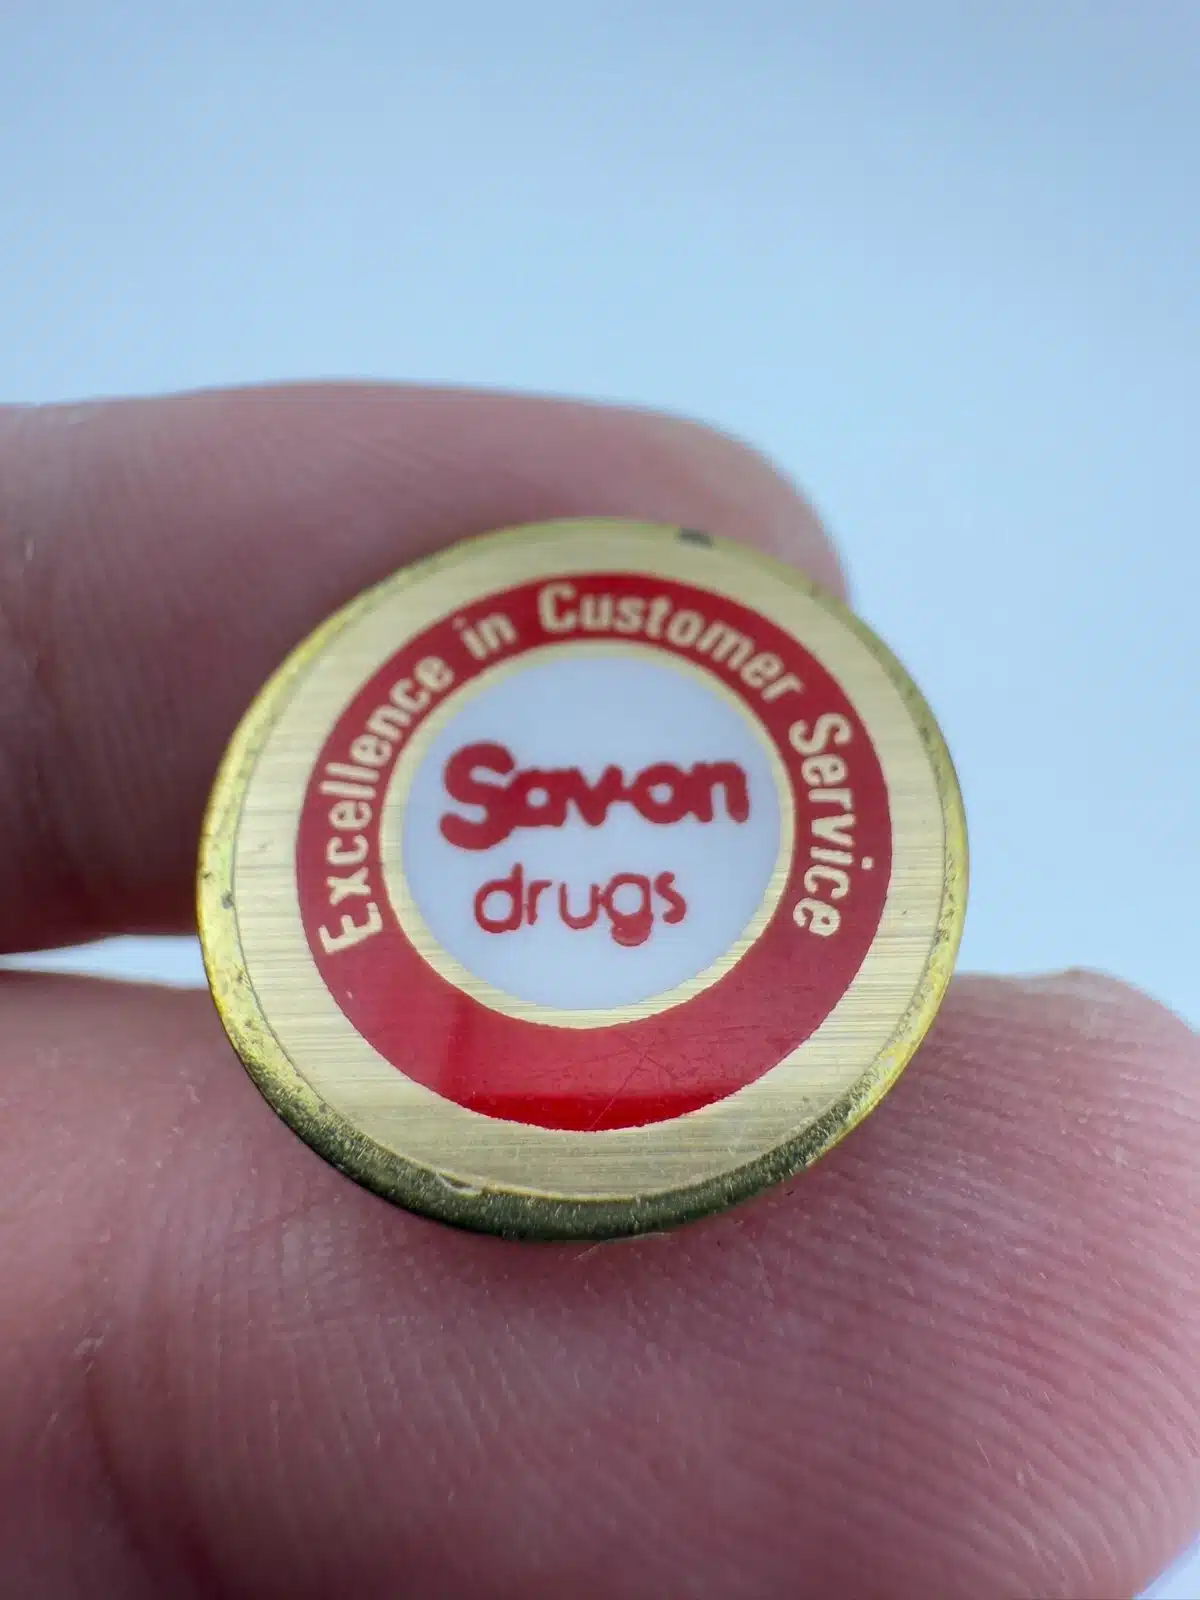 Excellence in Customer Service
Sav-on
drugs